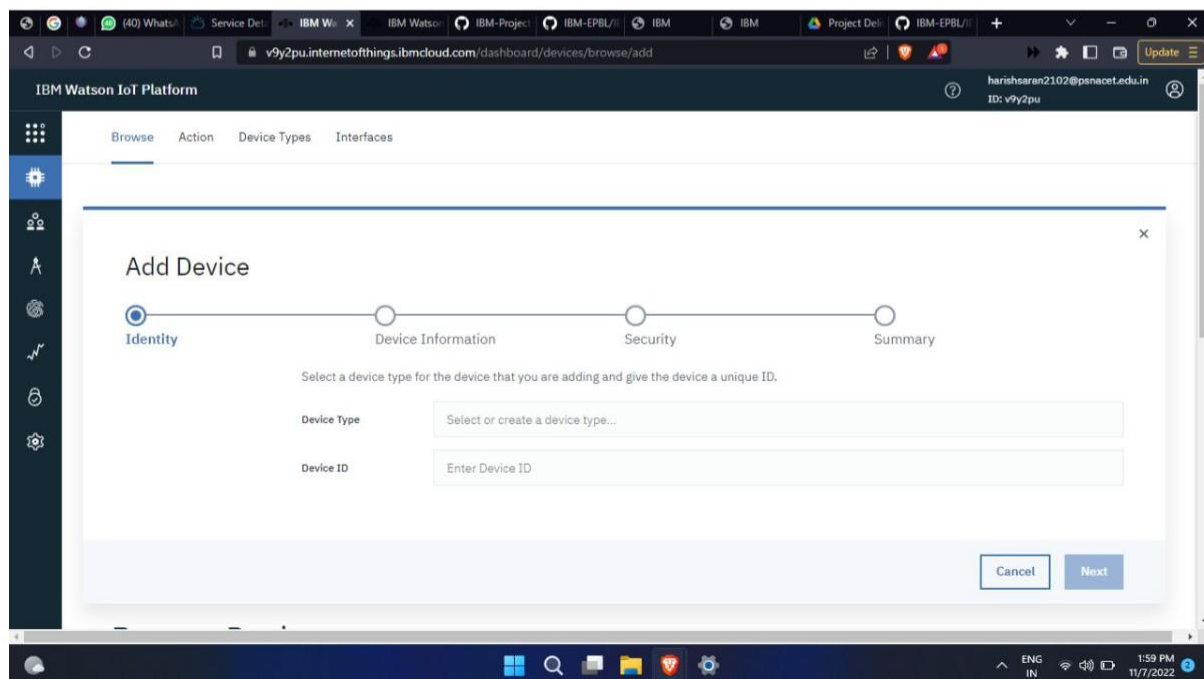 (40) WhatsA
Service Deta
IBM Wa
IBM Watson
IBM-Project
IBM-EPBL/I
IBM
IBM
Project Deli
IBM-EPBL/I
v9y2pu.internetofthings.ibmcloud.com/dashboard/devices/browse/add
Update
IBM Watson IoT Platform
harishsaran2102@psnacet.edu.in
ID: v9y2pu
Browse Action Device Types Interfaces
Add Device
Identity Device Information Security Summary
Select a device type for the device that you are adding and give the device a unique ID.
Device Type Select or create a device type...
Device ID Enter Device ID
Cancel Next
ENG
IN
1:59 PM
11/7/2022
2